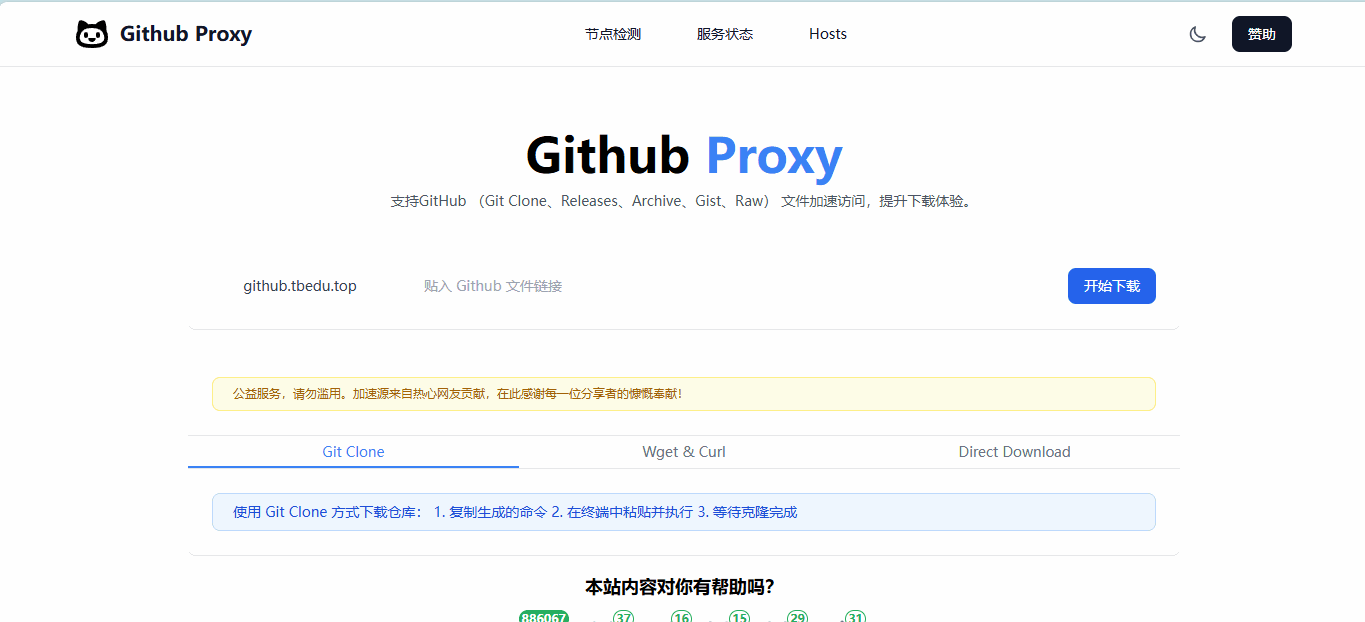 Github Proxy
节点检测 服务状态 Hosts
赞助
Github Proxy
支持GitHub （Git Clone、Releases、Archive、Gist、Raw） 文件加速访问，提升下载体验。
github.tbedu.top 贴入 Github 文件链接 开始下载
公益服务，请勿滥用。加速源来自热心网友贡献，在此感谢每一位分享者的慷慨奉献！
Git Clone Wget & Curl Direct Download
使用 Git Clone 方式下载仓库： 1. 复制生成的命令 2. 在终端中粘贴并执行 3. 等待克隆完成
本站内容对你有帮助吗？
886067 37 16 15 29 31